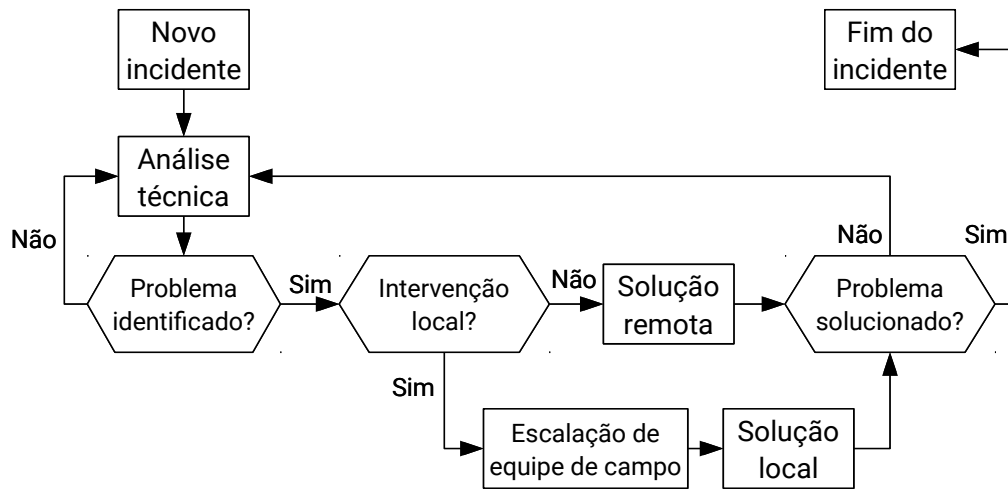 Novo
incidente
Fim do
incidente
Análise
técnica
Não
Não
Sim
Problema
identificado?
Sim
Intervenção
local?
Não
Solução
remota
Problema
solucionado?
Sim
Escalação de
equipe de campo
Solução
local